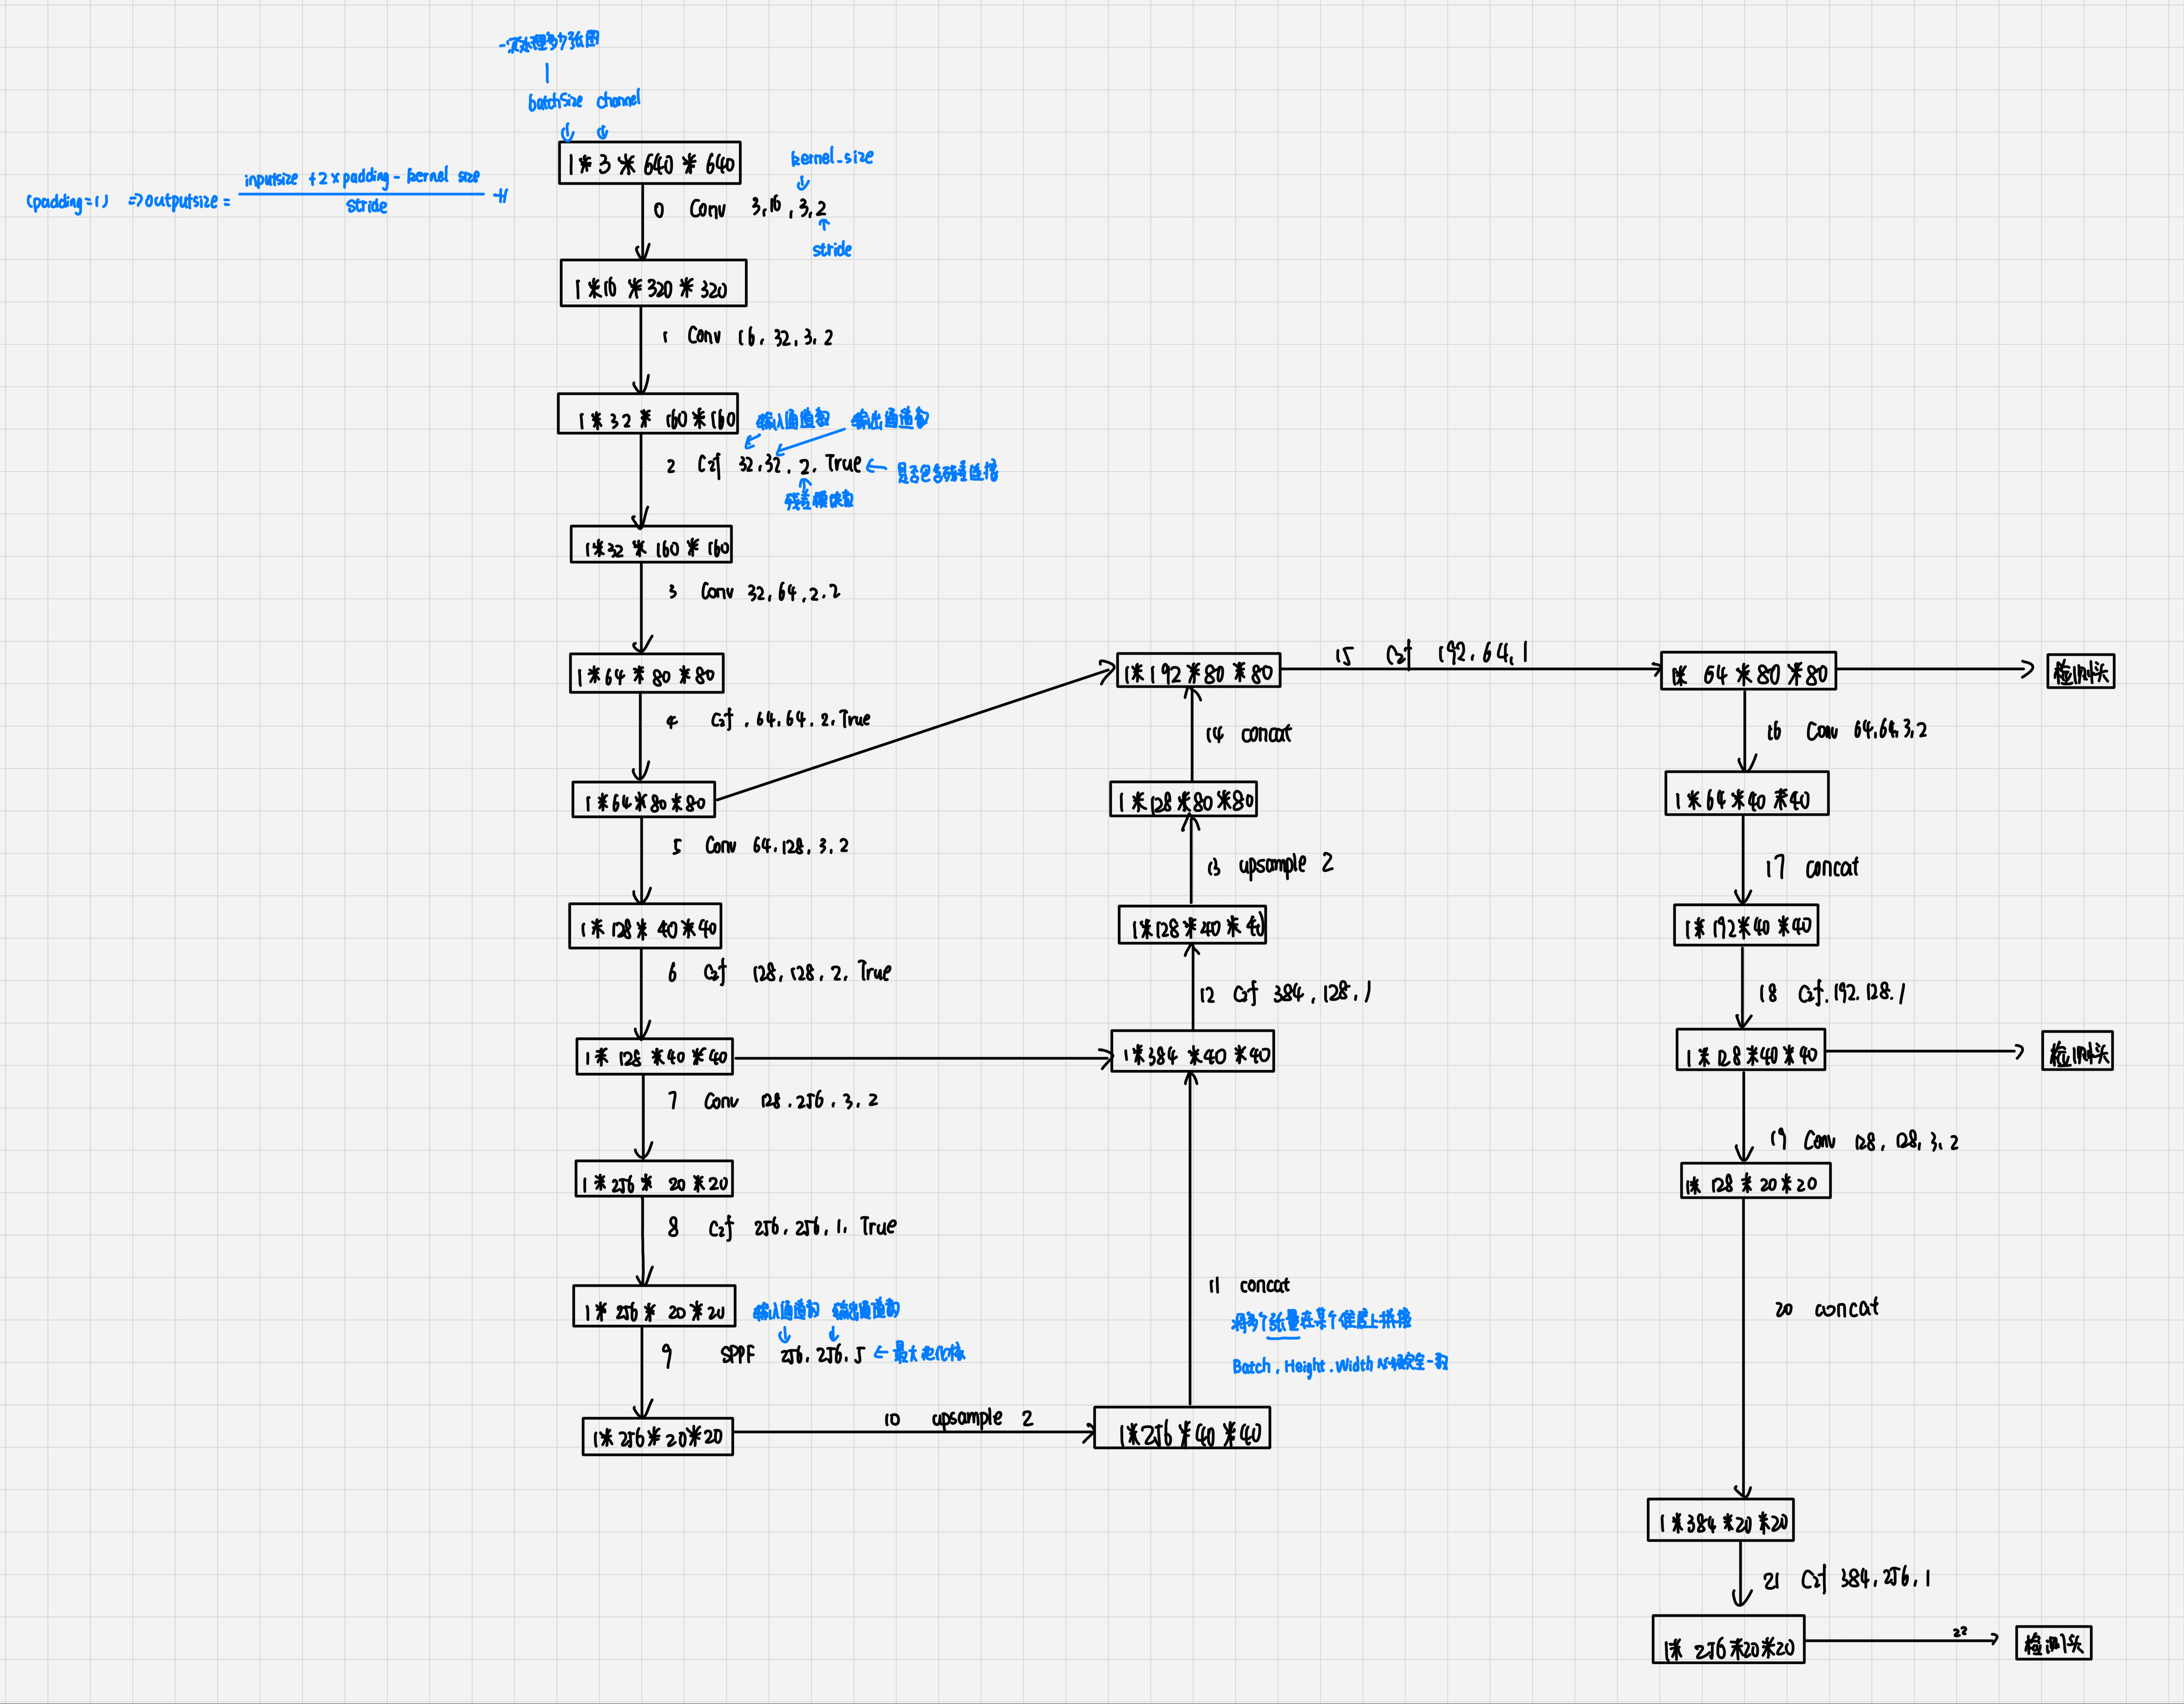 一次处理多少张图
batchsize channel
1*3*640*640
kernel_size
(padding=1) => outputsize = (inputsize +2×padding - kernel size) / stride +1
0 Conv 3,16,3,2
stride
1*16*320*320
1 Conv 16,32,3,2
1*32*160*160
输入通道数 输出通道数
2 C2f 32,32,2,True
是否包含残差连接
残差模块数
1*32*160*160
3 Conv 32,64,2,2
1*64*80*80
4 C2f,64,64,2,True
1*64*80*80
5 Conv 64,128,3,2
1*128*40*40
6 C2f 128,128,2,True
1*128*40*40
7 Conv 128,256,3,2
1*256*20*20
8 C2f 256,256,1,True
1*256*20*20
输入通道数 输出通道数
9 SPPF 256,256,5
最大池化核
1*256*20*20
10 upsample 2
1*256*40*40
11 concat
将多个张量在某个维度上拼接
Batch, Height, Width 必须完全一致
1*384*40*40
12 C2f 384,128,1
1*128*40*40
13 upsample 2
1*128*80*80
14 concat
1*192*80*80
15 C2f 192,64,1
1*64*80*80
检测头
16 Conv 64,64,3,2
1*64*40*40
17 concat
1*192*40*40
18 C2f,192,128,1
1*128*40*40
检测头
19 Conv 128,128,3,2
1*128*20*20
20 concat
1*384*20*20
21 C2f 384,256,1
1*256*20*20
22
检测头